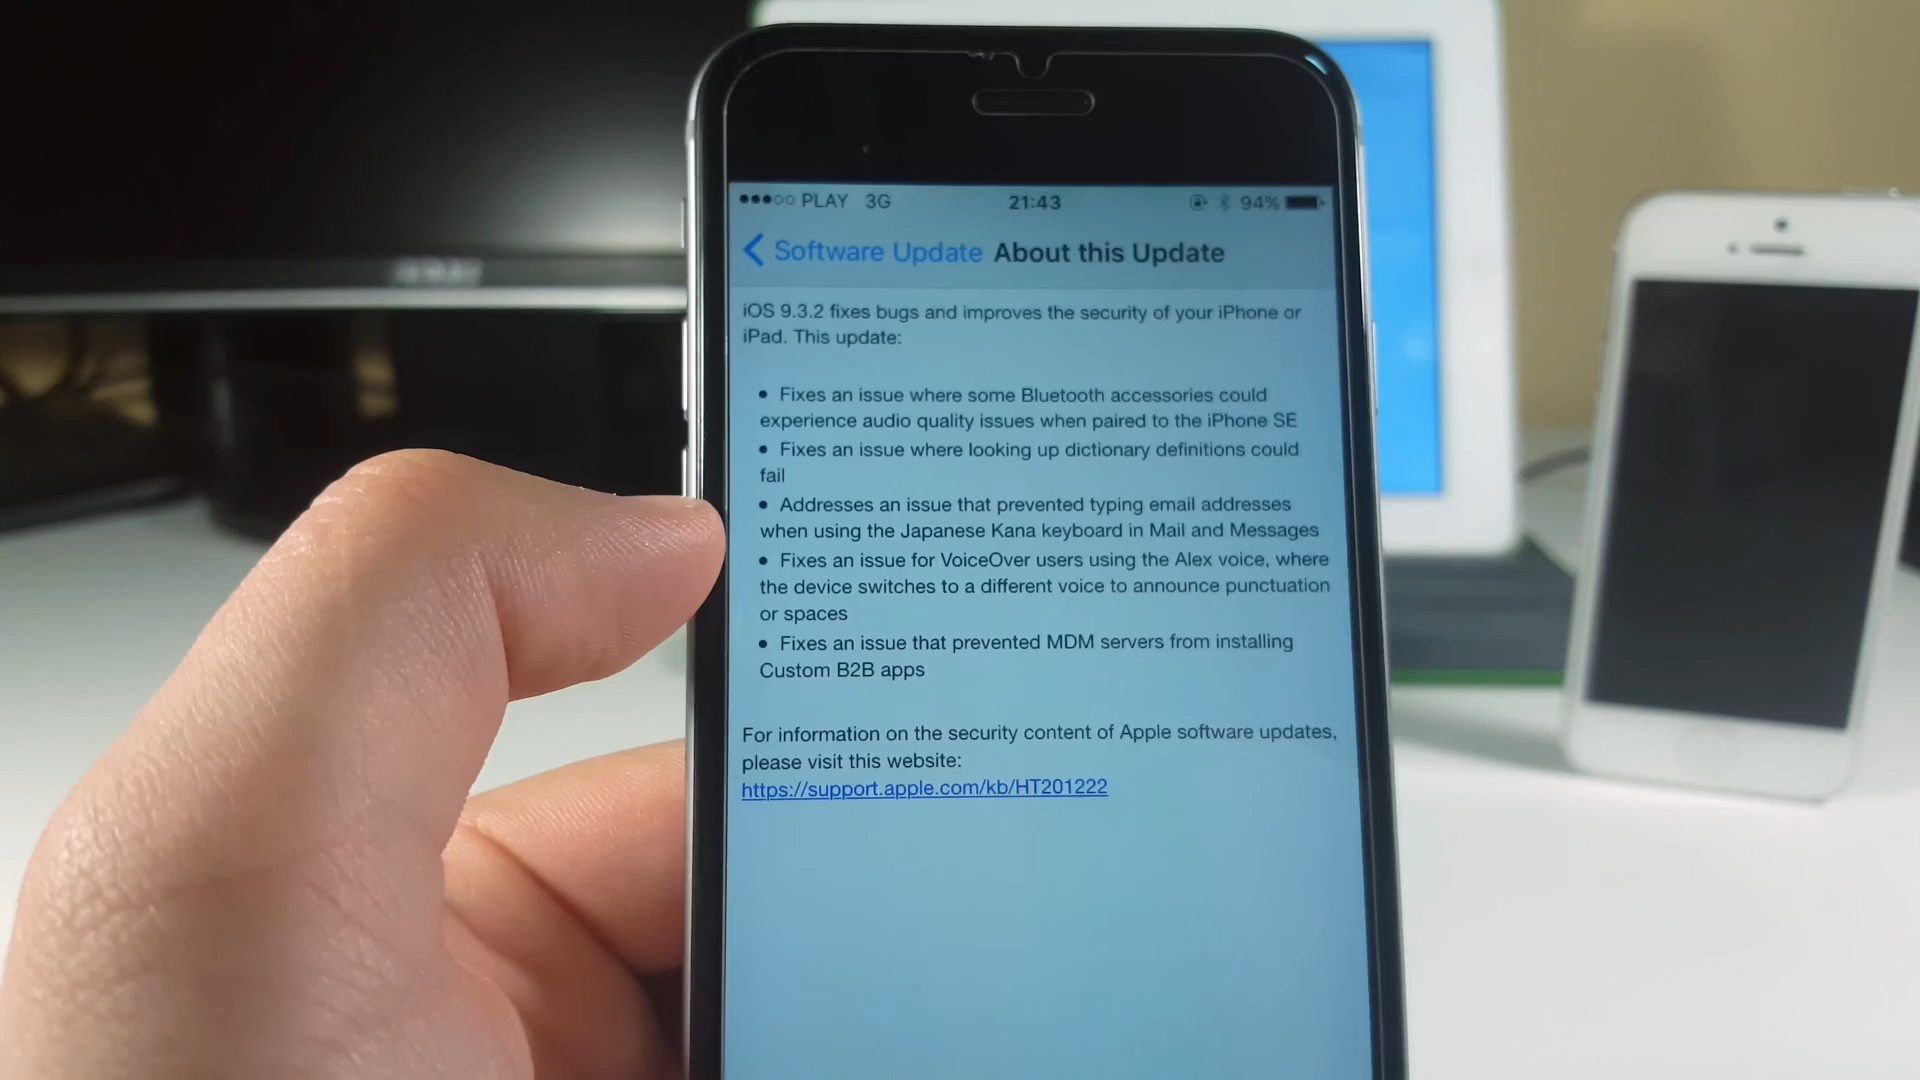 PLAY 3G 21:43 94%
Software Update About this Update
iOS 9.3.2 fixes bugs and improves the security of your iPhone or
iPad. This update:
• Fixes an issue where some Bluetooth accessories could
experience audio quality issues when paired to the iPhone SE
• Fixes an issue where looking up dictionary definitions could
fail
• Addresses an issue that prevented typing email addresses
when using the Japanese Kana keyboard in Mail and Messages
• Fixes an issue for VoiceOver users using the Alex voice, where
the device switches to a different voice to announce punctuation
or spaces
• Fixes an issue that prevented MDM servers from installing
Custom B2B apps
For information on the security content of Apple software updates,
please visit this website:
https://support.apple.com/kb/HT201222